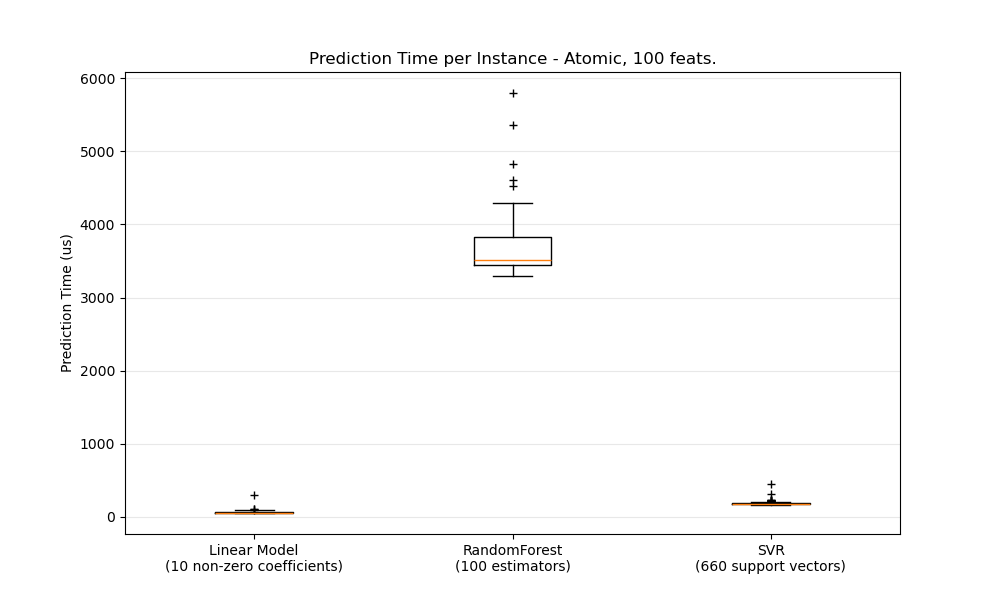 Prediction Time per Instance - Atomic, 100 feats.
Prediction Time (us)
6000
5000
4000
3000
2000
1000
0
Linear Model
(10 non-zero coefficients)
RandomForest
(100 estimators)
SVR
(660 support vectors)